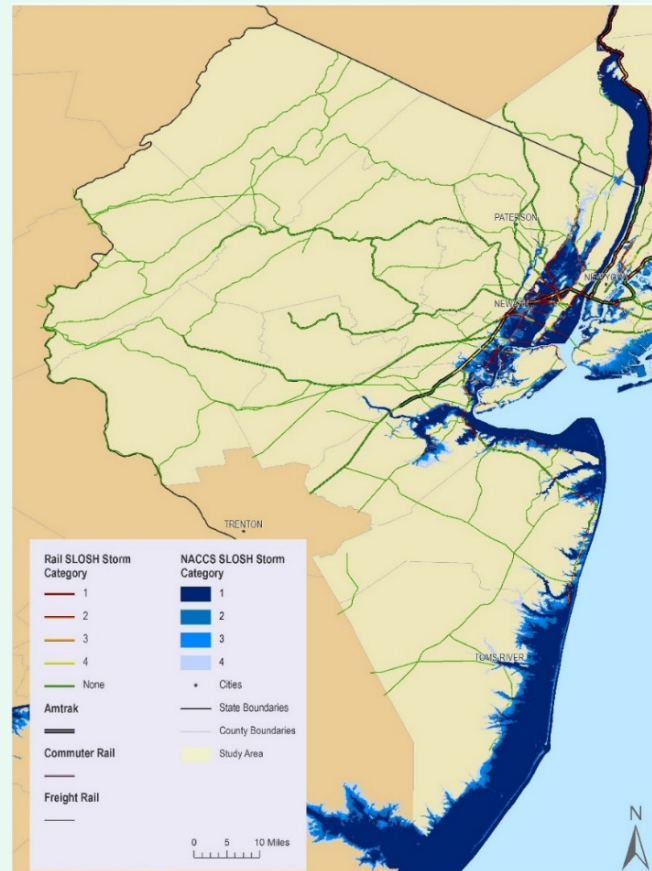 PATERSON
NEW YORK
NEWARK
TRENTON
TOMS RIVER
Rail SLOSH Storm
Category
1
2
3
4
None
Amtrak
Commuter Rail
Freight Rail
NACCS SLOSH Storm
Category
1
2
3
4
Cities
State Boundaries
County Boundaries
Study Area
0 5 10 Miles
N